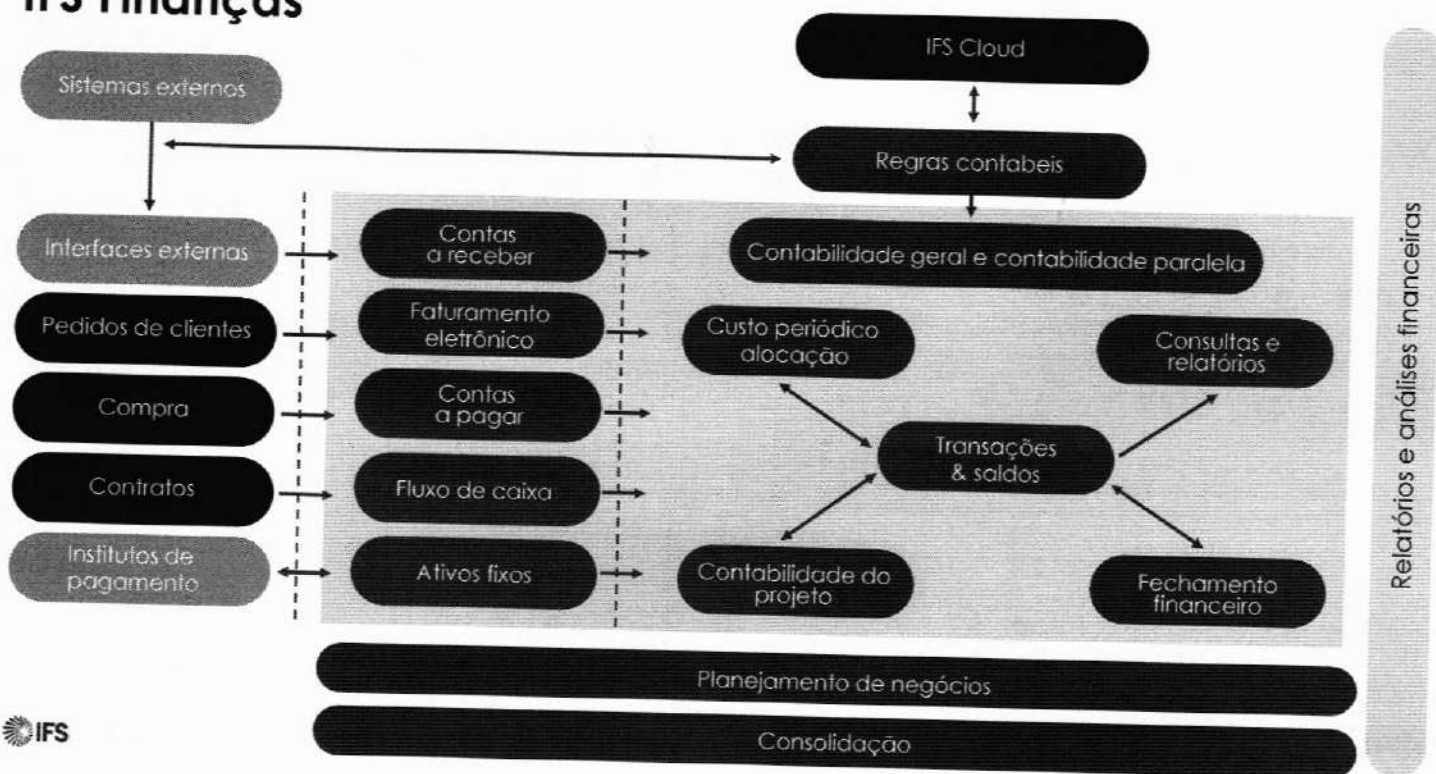 IFS Finanças
IFS Cloud
Sistemas externos
Regras contabeis
Interfaces externas
Contas
a receber
Contabilidade geral e contabilidade paralela
Pedidos de clientes
Faturamento
eletrônico
Custo periódico
alocação
Consultas e
relatórios
Compra
Contas
a pagar
Transações
& saldos
Contratos
Fluxo de caixa
Institutos de
pagamento
Ativos fixos
Contabilidade do
projeto
Fechamento
financeiro
Planejamento de negócios
Consolidação
Relatórios e análises financeiras
IFS